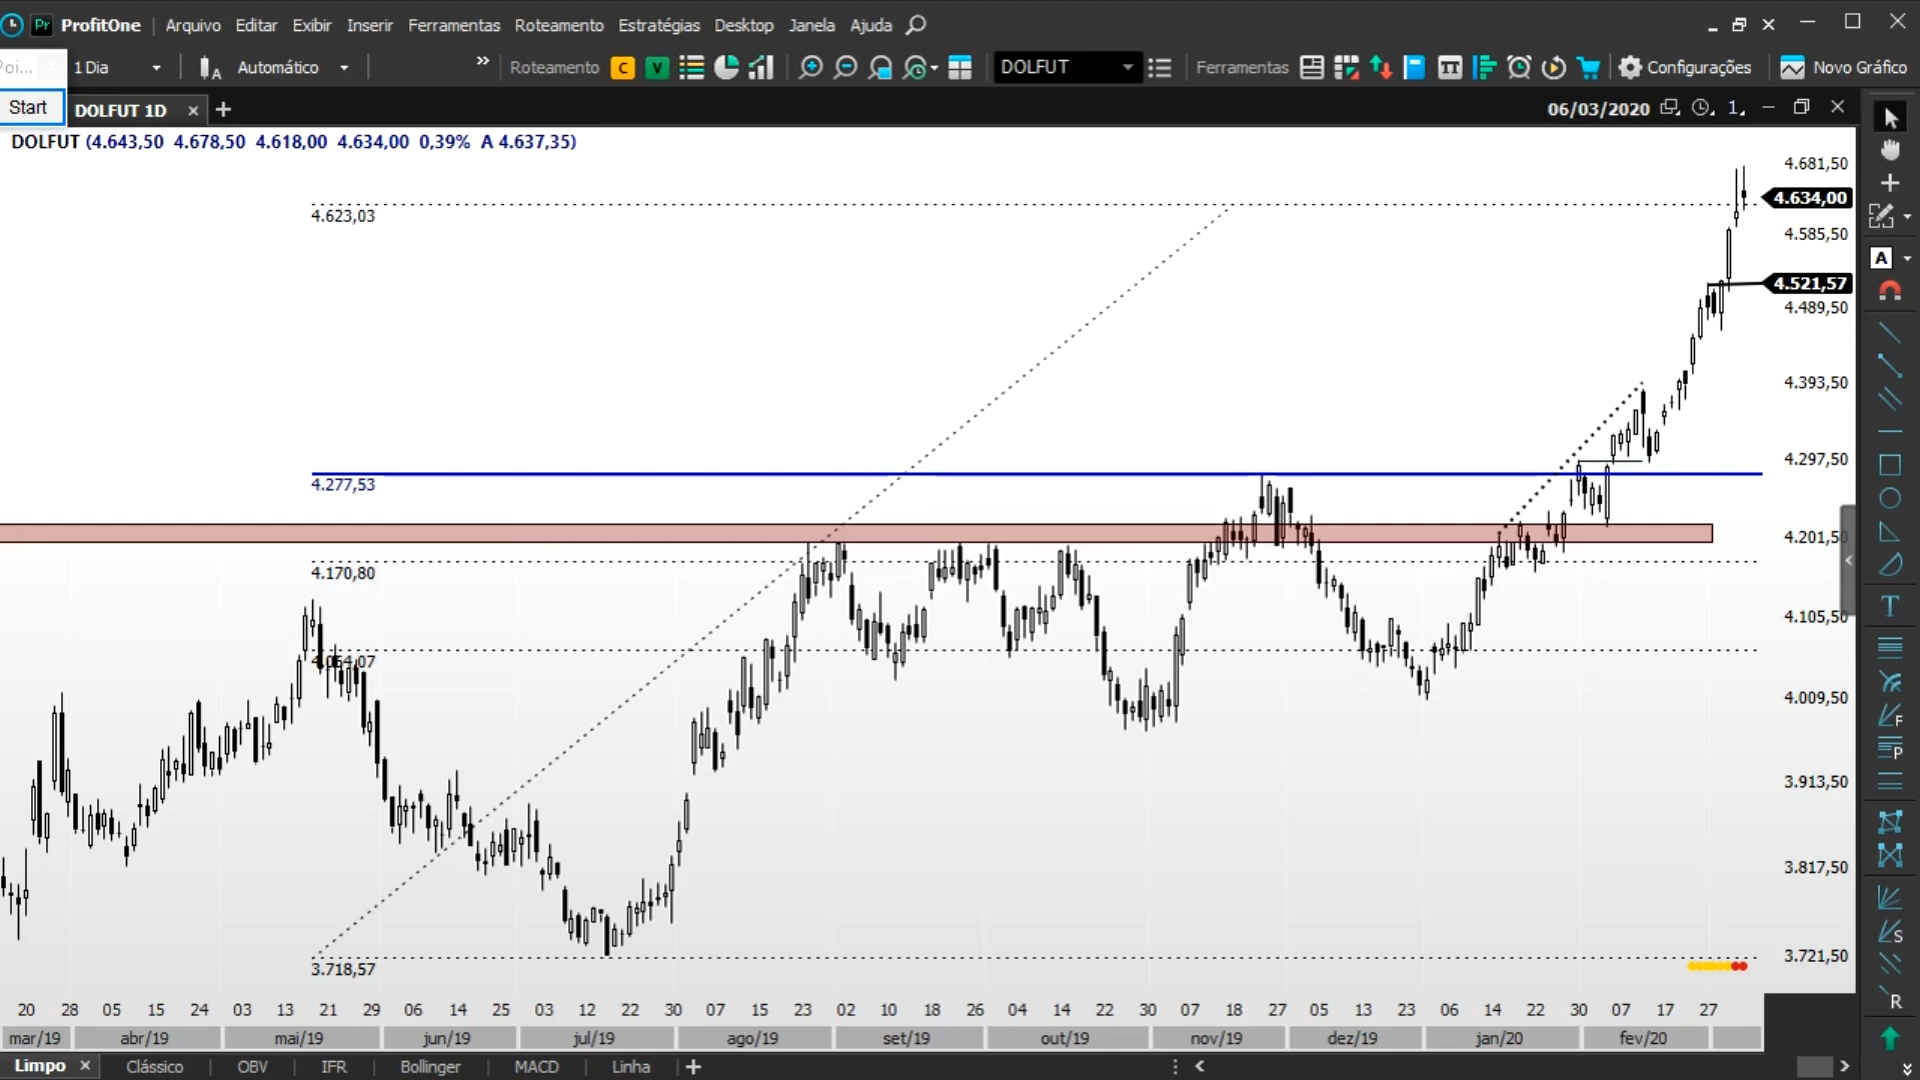 Pr ProfitOne Arquivo Editar Exibir Inserir Ferramentas Roteamento Estratégias Desktop Janela Ajuda
Poi... 1 Dia A Automático » Roteamento C V DOLFUT Ferramentas TT Configurações Novo Gráfico
Start DOLFUT 1D × + 06/03/2020 1.
DOLFUT (4.643,50 4.678,50 4.618,00 4.634,00 0,39% A 4.637,35)
4.681,50
4.634,00
4.623,03
4.585,50
A
4.521,57
4.489,50
4.393,50
4.297,50
4.277,53
4.201,50
4.170,80
T
4.105,50
4.064,07
4.009,50
F
P
3.913,50
3.817,50
S
3.721,50
3.718,57
R
20 28 05 15 24 03 13 21 29 06 14 25 03 12 22 30 07 15 23 02 10 18 26 04 14 22 30 07 18 27 05 13 23 06 14 22 30 07 17 27
mar/19 abr/19 mai/19 jun/19 jul/19 ago/19 set/19 out/19 nov/19 dez/19 jan/20 fev/20
Limpo × Clássico OBV IFR Bollinger MACD Linha +